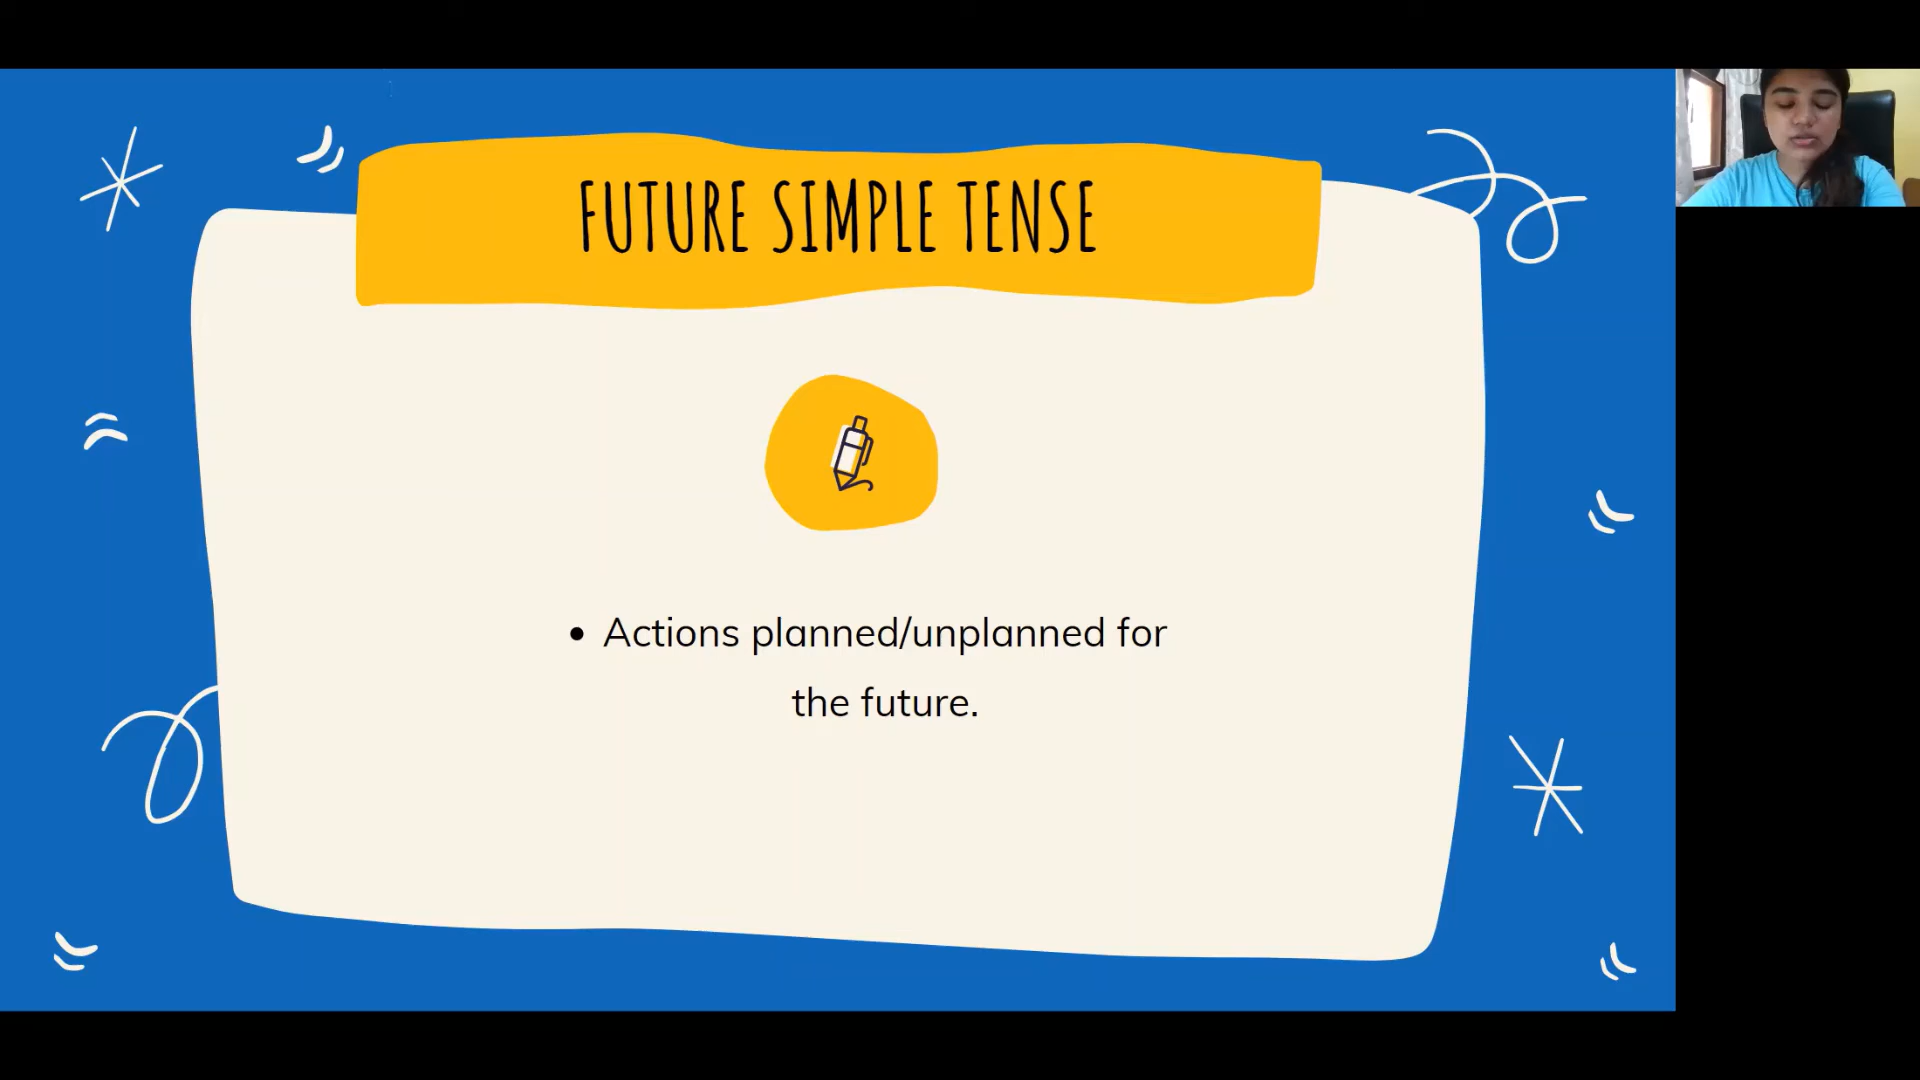 FUTURE SIMPLE TENSE
• Actions planned/unplanned for
the future.